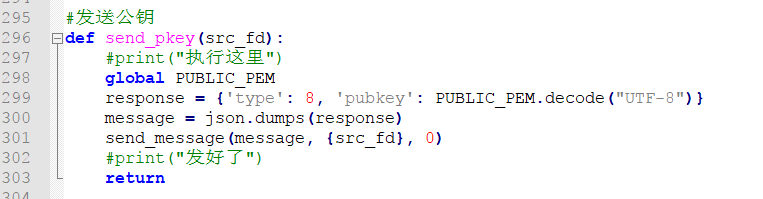 295 #发送公钥
296 def send_pkey(src_fd):
297 #print("执行这里")
298 global PUBLIC_PEM
299 response = {'type': 8, 'pubkey': PUBLIC_PEM.decode("UTF-8")}
300 message = json.dumps(response)
301 send_message(message, {src_fd}, 0)
302 #print("发好了")
303 return
304